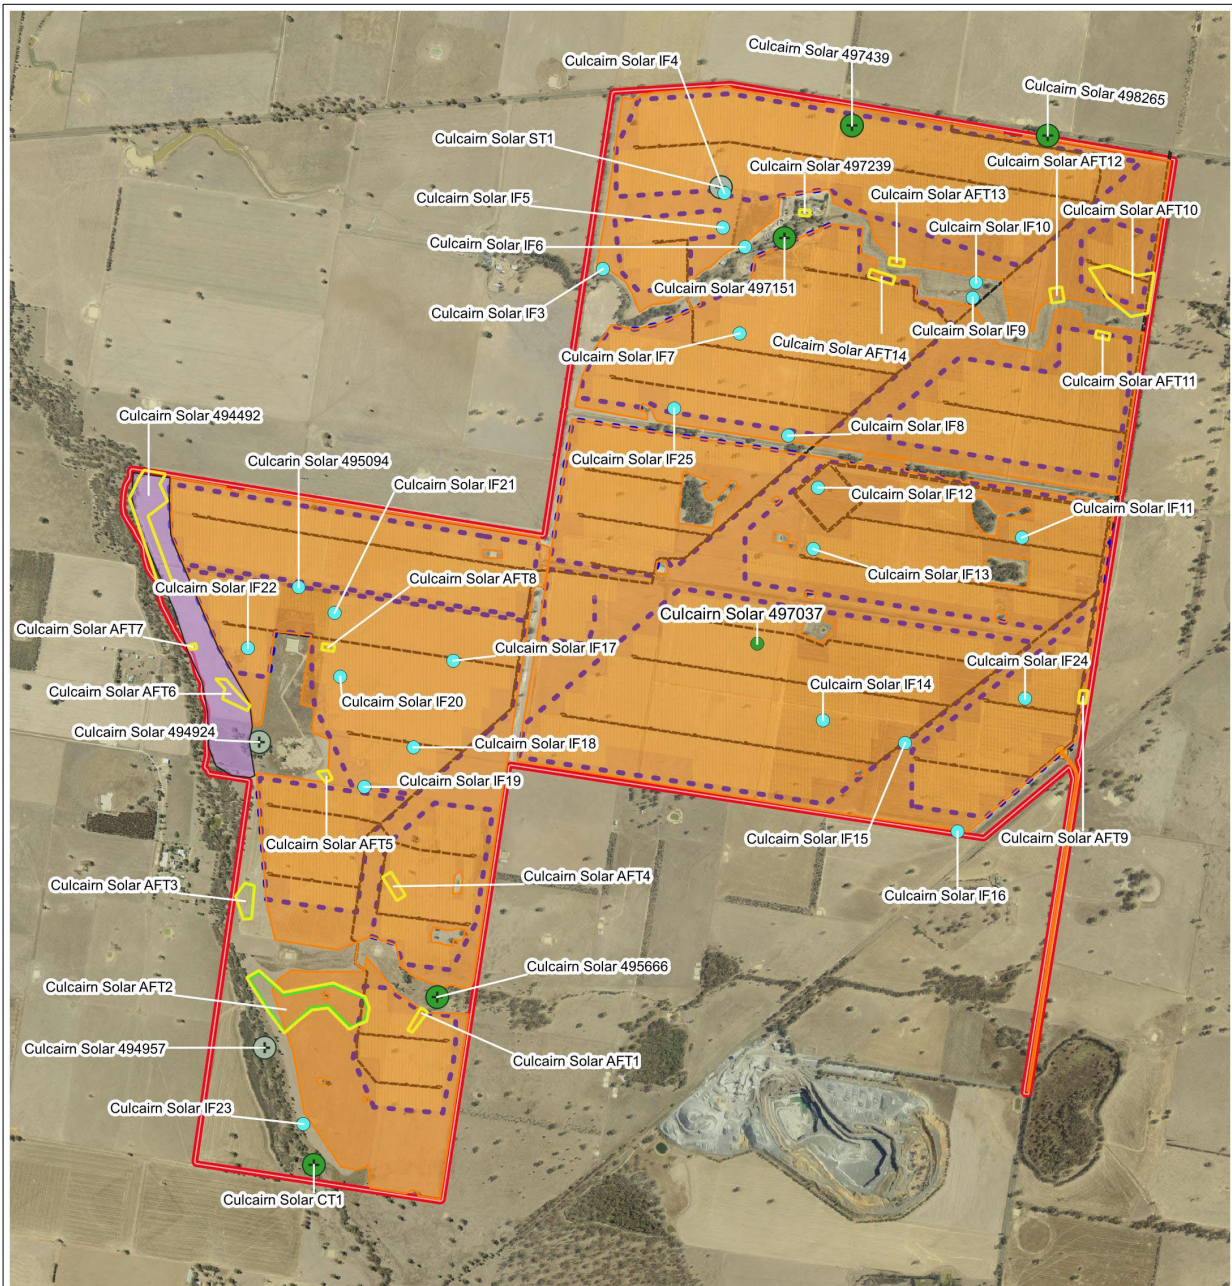 Culcairn Solar 497439
Culcairn Solar IF4
Culcairn Solar 498265
Culcairn Solar ST1
Culcairn Solar AFT12
Culcairn Solar 497239
Culcairn Solar AFT13
Culcairn Solar IF5
Culcairn Solar AFT10
Culcairn Solar IF10
Culcairn Solar IF6
Culcairn Solar 497151
Culcairn Solar IF3
Culcairn Solar IF9
Culcairn Solar IF7
Culcairn Solar AFT14
Culcairn Solar AFT11
Culcairn Solar 494492
Culcairn Solar IF8
Culcarin Solar 495094
Culcairn Solar IF25
Culcairn Solar IF21
Culcairn Solar IF12
Culcairn Solar IF11
Culcairn Solar AFT8
Culcairn Solar IF13
Culcairn Solar IF22
Culcairn Solar 497037
Culcairn Solar AFT7
Culcairn Solar IF17
Culcairn Solar IF24
Culcairn Solar AFT6
Culcairn Solar IF20
Culcairn Solar IF14
Culcairn Solar 494924
Culcairn Solar IF18
Culcairn Solar IF19
Culcairn Solar IF15
Culcairn Solar AFT9
Culcairn Solar AFT5
Culcairn Solar AFT4
Culcairn Solar AFT3
Culcairn Solar IF16
Culcairn Solar 495666
Culcairn Solar AFT2
Culcairn Solar 494957
Culcairn Solar AFT1
Culcairn Solar IF23
Culcairn Solar CT1